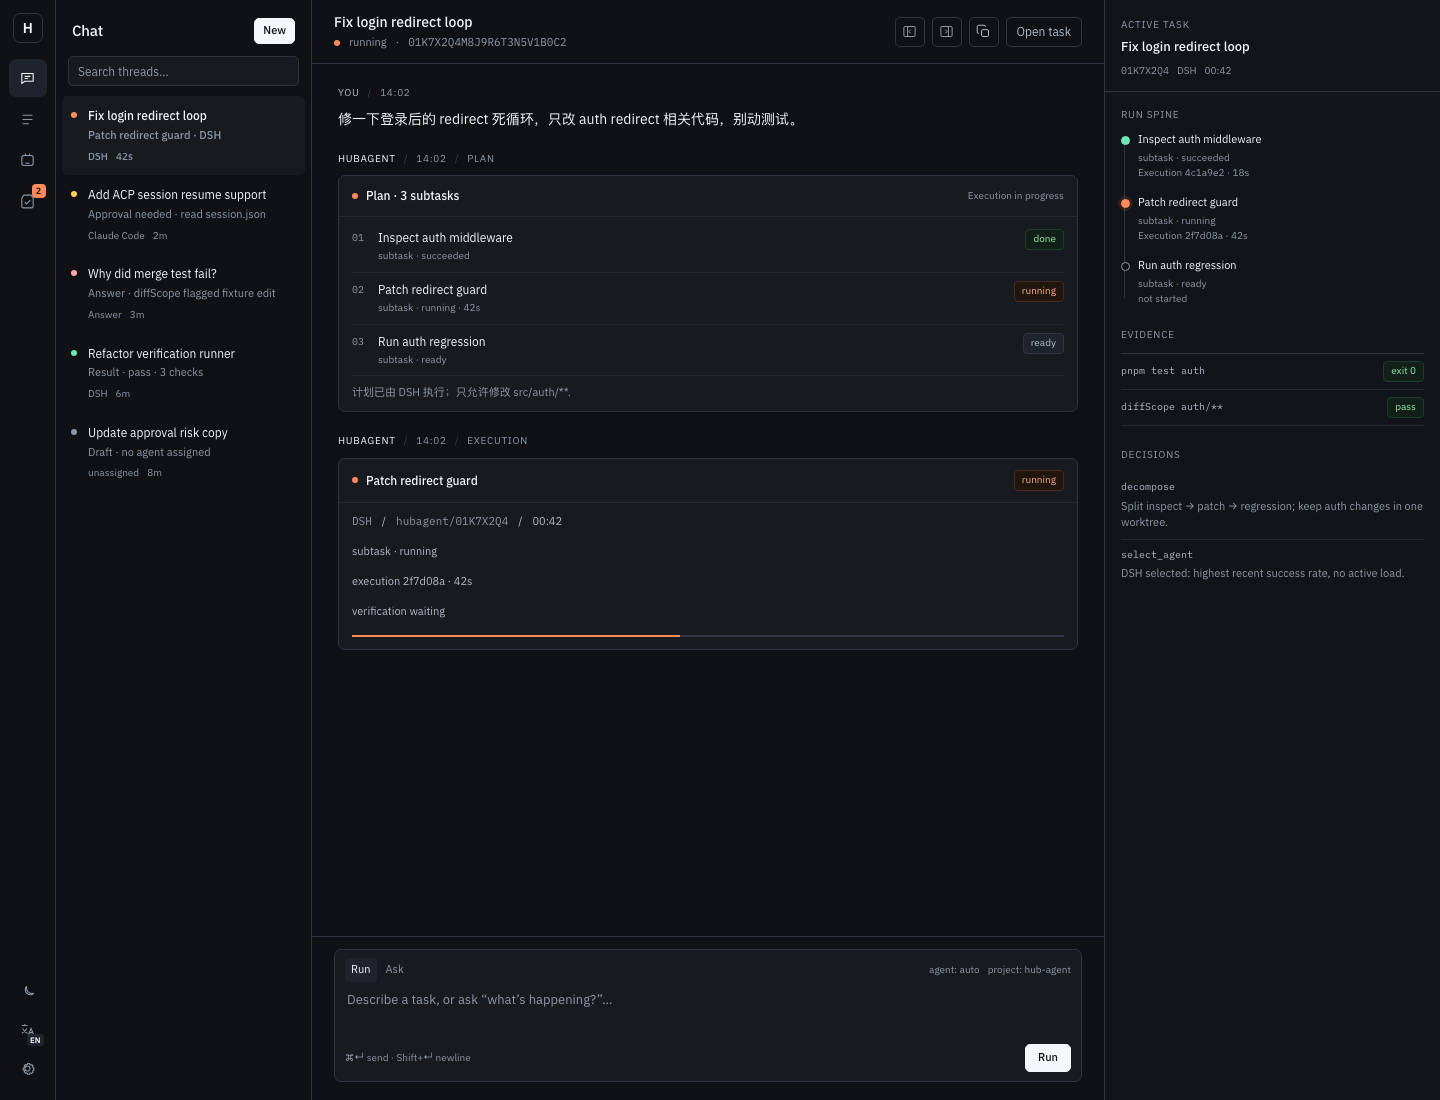 H
2
EN
Chat
New
Search threads...
Fix login redirect loop
Patch redirect guard · DSH
DSH 42s
Add ACP session resume support
Approval needed · read session.json
Claude Code 2m
Why did merge test fail?
Answer · diffScope flagged fixture edit
Answer 3m
Refactor verification runner
Result · pass · 3 checks
DSH 6m
Update approval risk copy
Draft · no agent assigned
unassigned 8m
Fix login redirect loop
running · 01K7X2Q4M8J9R6T3N5V1B0C2
Open task
YOU / 14:02
修一下登录后的 redirect 死循环，只改 auth redirect 相关代码，别动测试。
HUBAGENT / 14:02 / PLAN
Plan · 3 subtasks
Execution in progress
01 Inspect auth middleware
done
subtask · succeeded
02 Patch redirect guard
running
subtask · running · 42s
03 Run auth regression
ready
subtask · ready
计划已由 DSH 执行；只允许修改 src/auth/**.
HUBAGENT / 14:02 / EXECUTION
Patch redirect guard
running
DSH / hubagent/01K7X2Q4 / 00:42
subtask · running
execution 2f7d08a · 42s
verification waiting
Run Ask
agent: auto project: hub-agent
Describe a task, or ask “what’s happening?”...
⌘↵ send · Shift+↵ newline
Run
ACTIVE TASK
Fix login redirect loop
01K7X2Q4 DSH 00:42
RUN SPINE
Inspect auth middleware
subtask · succeeded
Execution 4c1a9e2 · 18s
Patch redirect guard
subtask · running
Execution 2f7d08a · 42s
Run auth regression
subtask · ready
not started
EVIDENCE
pnpm test auth
exit 0
diffScope auth/**
pass
DECISIONS
decompose
Split inspect → patch → regression; keep auth changes in one
worktree.
select_agent
DSH selected: highest recent success rate, no active load.